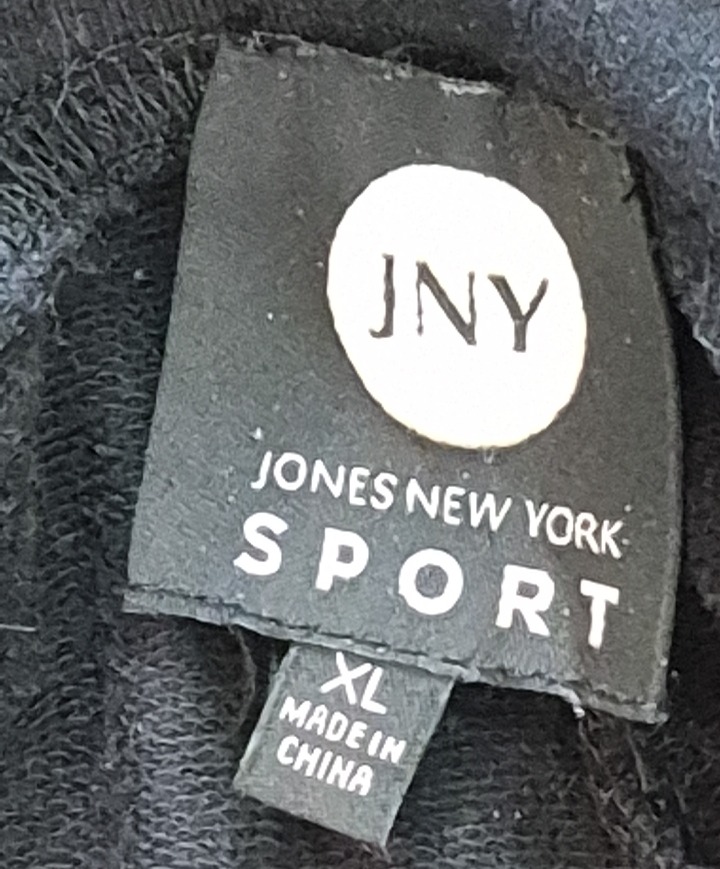 JNY
JONES NEW YORK
SPORT
XL
MADE IN
CHINA